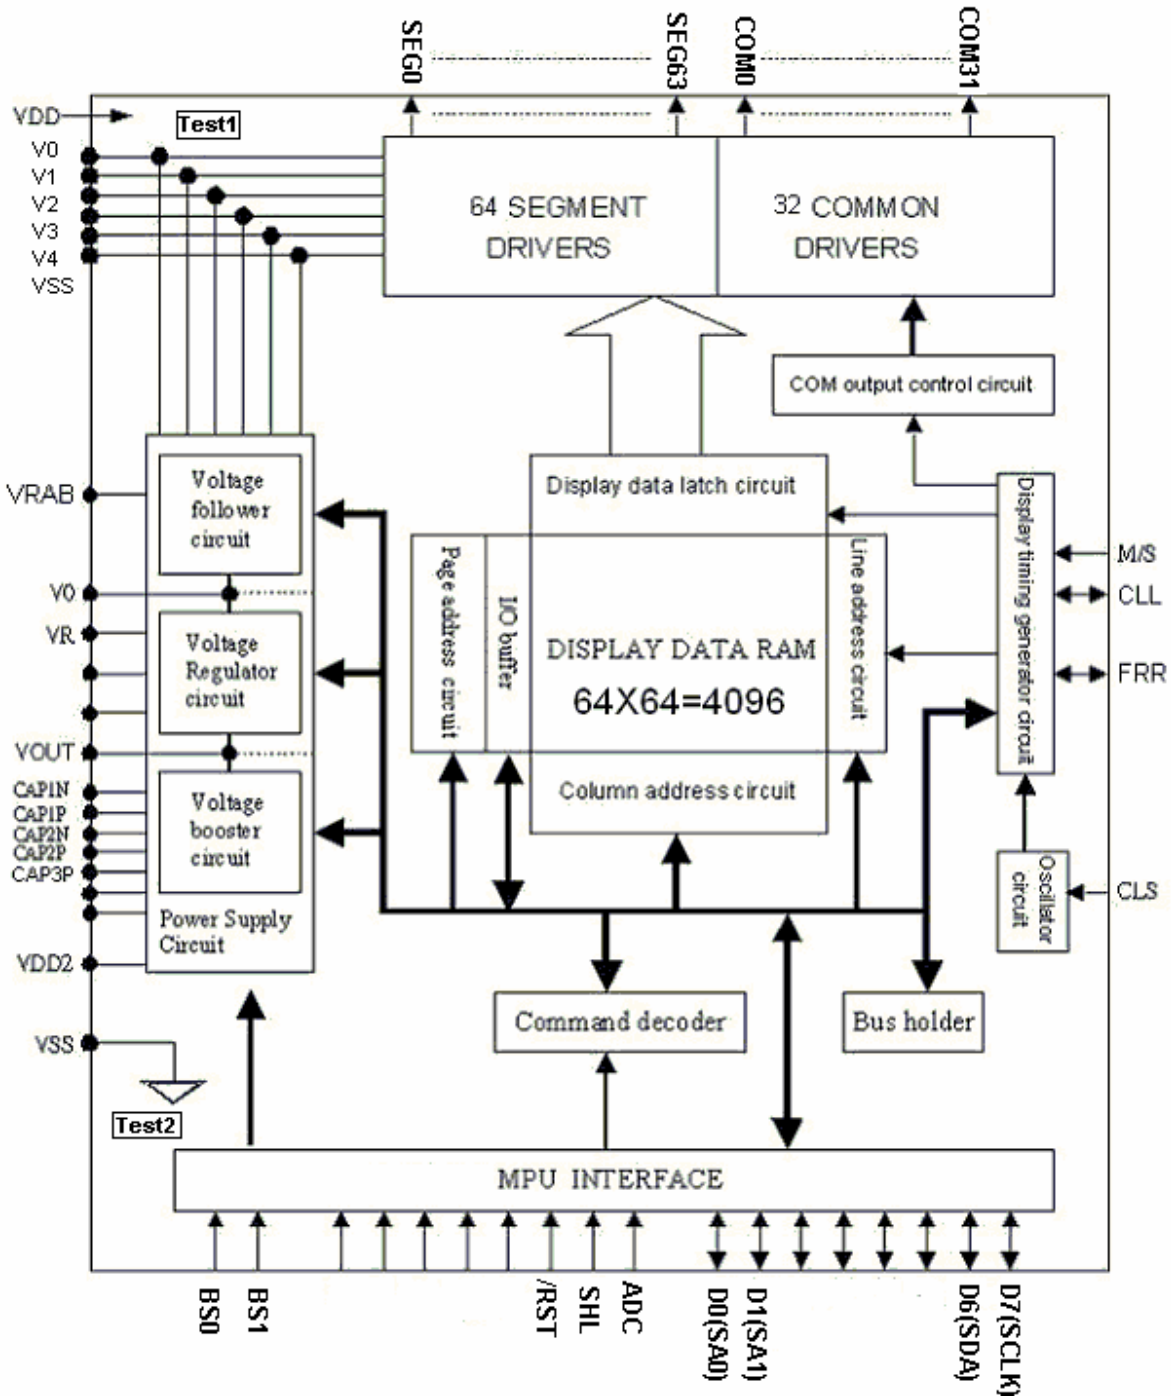 SEG0
SEG63
COM0
COM31
VDD
Test1
V0
V1
V2
V3
V4
VSS
64 SEGMENT
DRIVERS
32 COMMON
DRIVERS
COM output control circuit
VRAB
Voltage
follower
circuit
Display data latch circuit
Display timing generator circuit
M/S
CLL
FRR
Page address circuit
I/O buffer
Line address circuit
DISPLAY DATA RAM
64X64=4096
V0
VR
Voltage
Regulator
circuit
VOUT
CAP1N
CAP1P
CAP2N
CAP2P
CAP3P
Voltage
booster
circuit
Column address circuit
Power Supply
Circuit
Oscillator
circuit
CLS
VDD2
Command decoder
Bus holder
VSS
Test2
MPU INTERFACE
BS0
BS1
/RST
SHL
ADC
D0(SA0)
D1(SA1)
D6(SDA)
D7(SCLK)